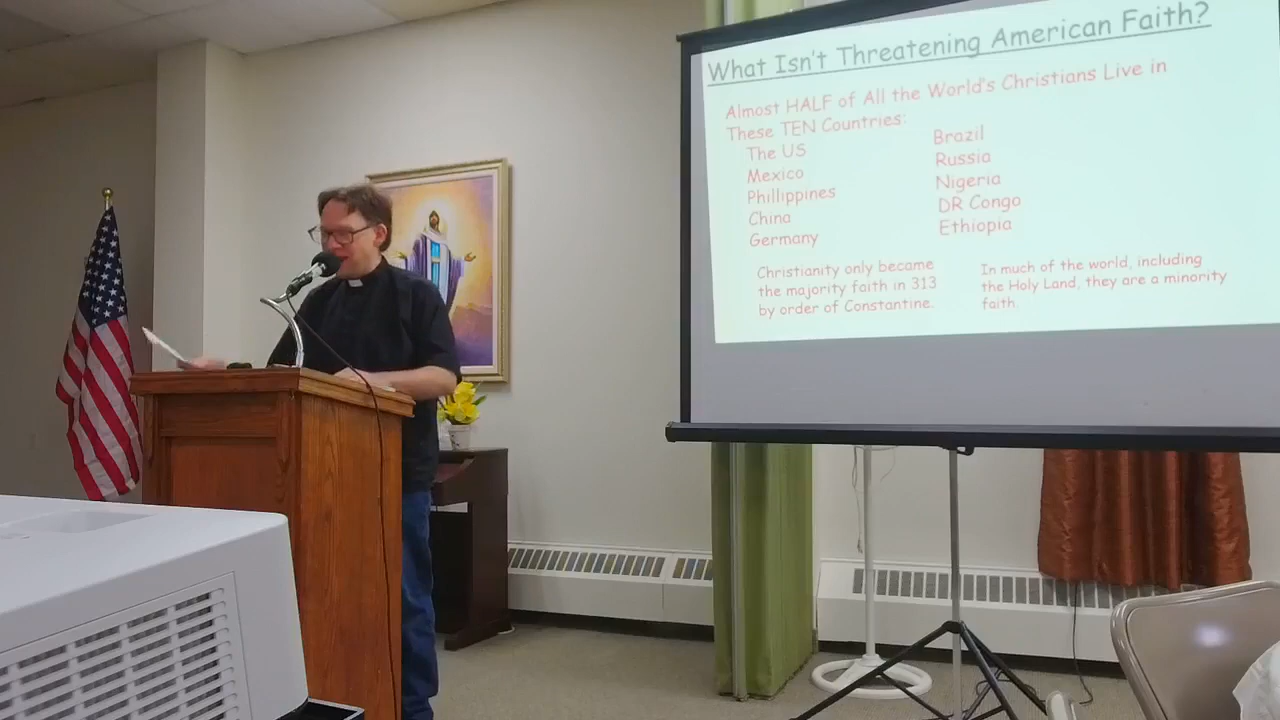 What Isn't Threatening American Faith?
Almost HALF of All the World's Christians Live in
These TEN Countries:
The US
Mexico
Phillippines
China
Germany
Brazil
Russia
Nigeria
DR Congo
Ethiopia
Christianity only became
the majority faith in 313
by order of Constantine.
In much of the world, including
the Holy Land, they are a minority
faith.